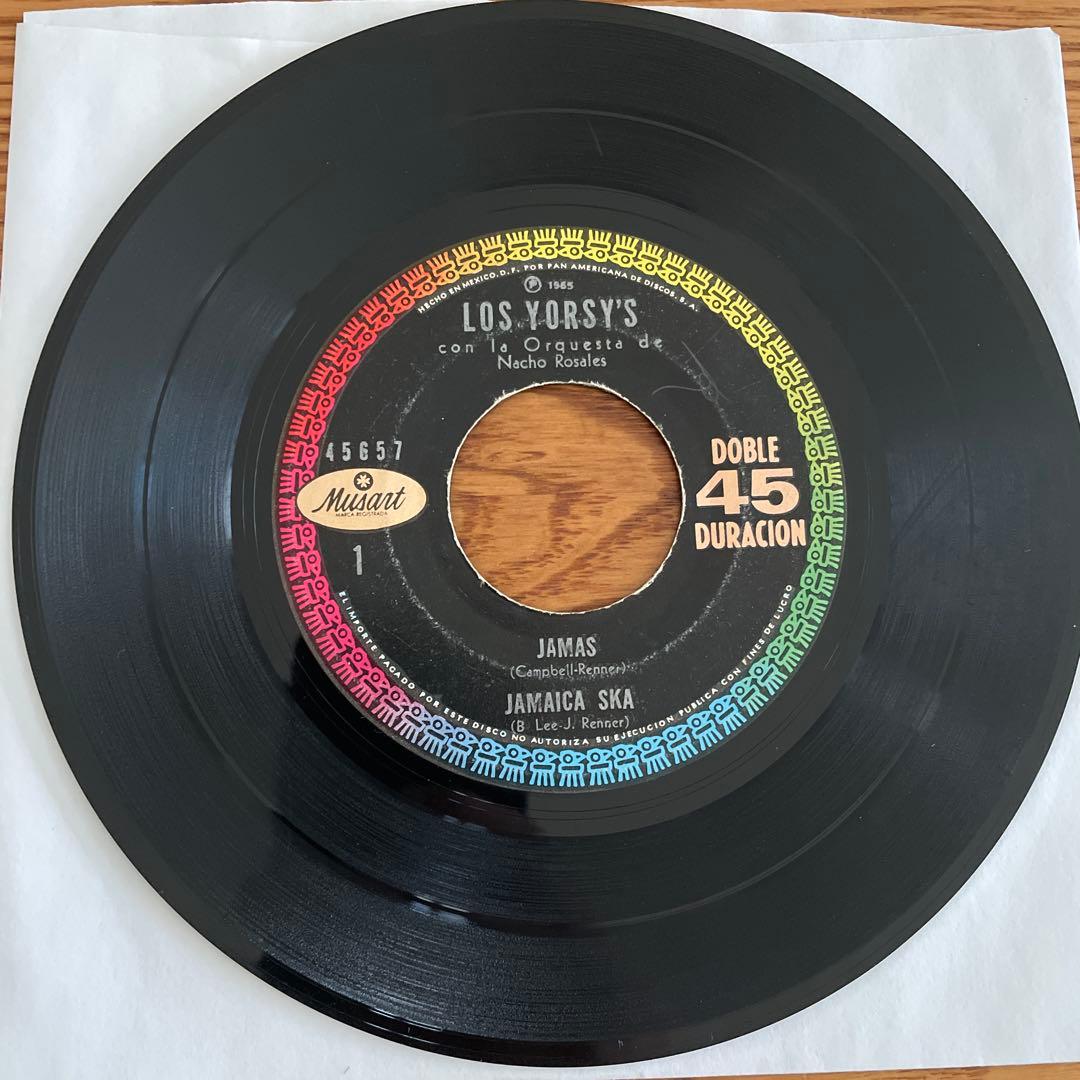 HECHO EN MEXICO, D.F. POR PAN AMERICANA DE DISCOS, S.A.
℗ 1965
LOS YORSY'S
con la Orquesta de
Nacho Rosales
45657
Musart
MARCA REGISTRADA
1
DOBLE
45
DURACION
JAMAS
(Campbell-Renner)
JAMAICA SKA
(B Lee-J. Renner)
EL IMPORTE PAGADO POR ESTE DISCO NO AUTORIZA SU EJECUCION PUBLICA CON FINES DE LUCRO